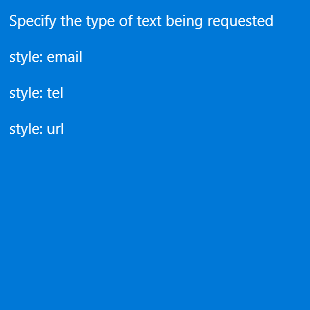 Specify the type of text being requested
style: email
style: tel
style: url